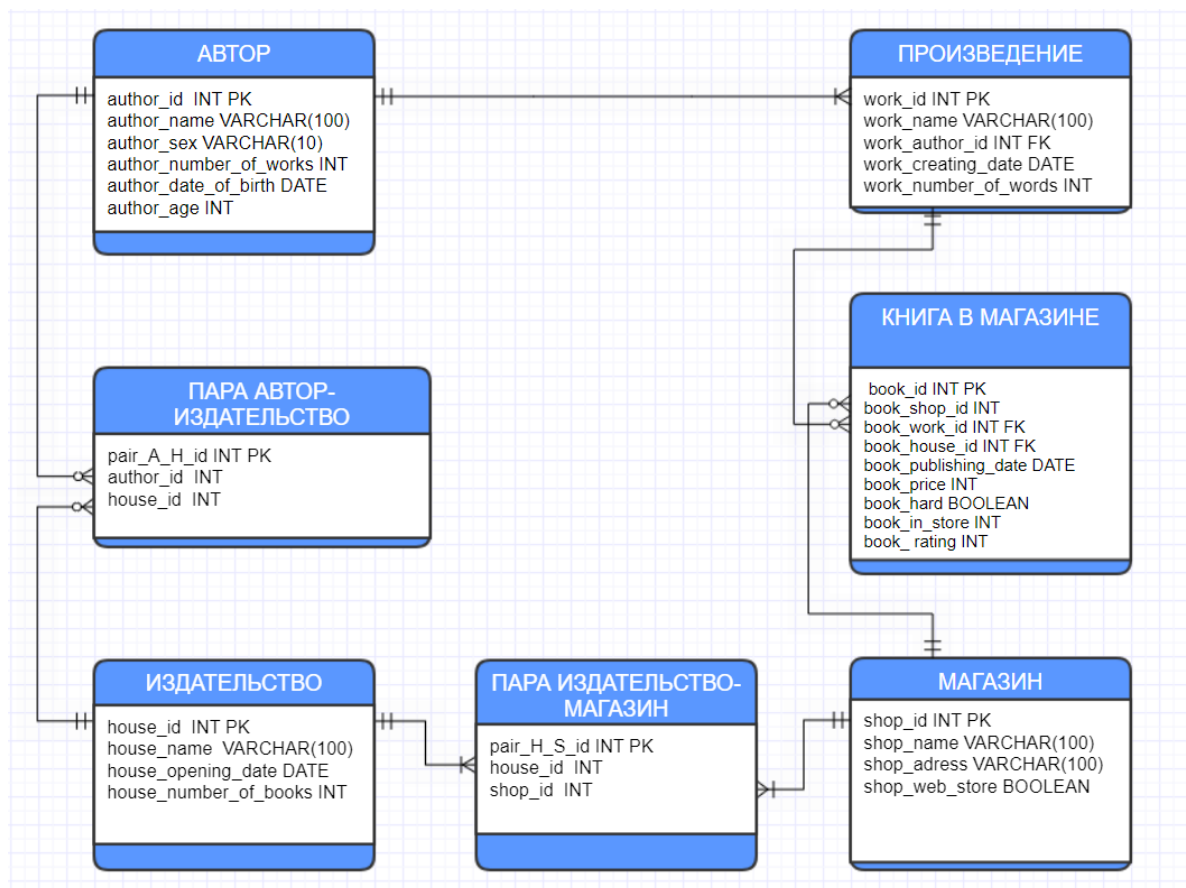 АВТОР
author_id INT PK
author_name VARCHAR(100)
author_sex VARCHAR(10)
author_number_of_works INT
author_date_of_birth DATE
author_age INT
ПРОИЗВЕДЕНИЕ
work_id INT PK
work_name VARCHAR(100)
work_author_id INT FK
work_creating_date DATE
work_number_of_words INT
КНИГА В МАГАЗИНЕ
book_id INT PK
book_shop_id INT
book_work_id INT FK
book_house_id INT FK
book_publishing_date DATE
book_price INT
book_hard BOOLEAN
book_in_store INT
book_ rating INT
ПАРА АВТОР-
ИЗДАТЕЛЬСТВО
pair_A_H_id INT PK
author_id INT
house_id INT
ИЗДАТЕЛЬСТВО
house_id INT PK
house_name VARCHAR(100)
house_opening_date DATE
house_number_of_books INT
ПАРА ИЗДАТЕЛЬСТВО-
МАГАЗИН
pair_H_S_id INT PK
house_id INT
shop_id INT
МАГАЗИН
shop_id INT PK
shop_name VARCHAR(100)
shop_adress VARCHAR(100)
shop_web_store BOOLEAN